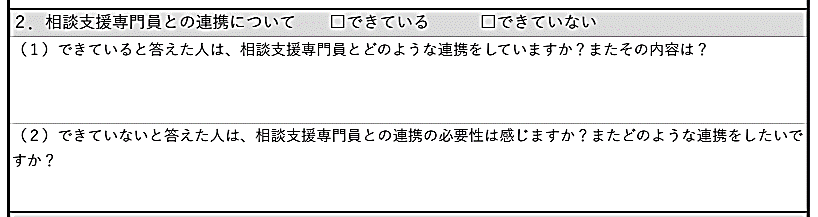 ２．相談支援専門員との連携について　　□できている　　　□できていない
（１）できていると答えた人は、相談支援専門員とどのような連携をしていますか？またその内容は？
（２）できていないと答えた人は、相談支援専門員との連携の必要性は感じますか？またどのような連携をしたいで
すか？